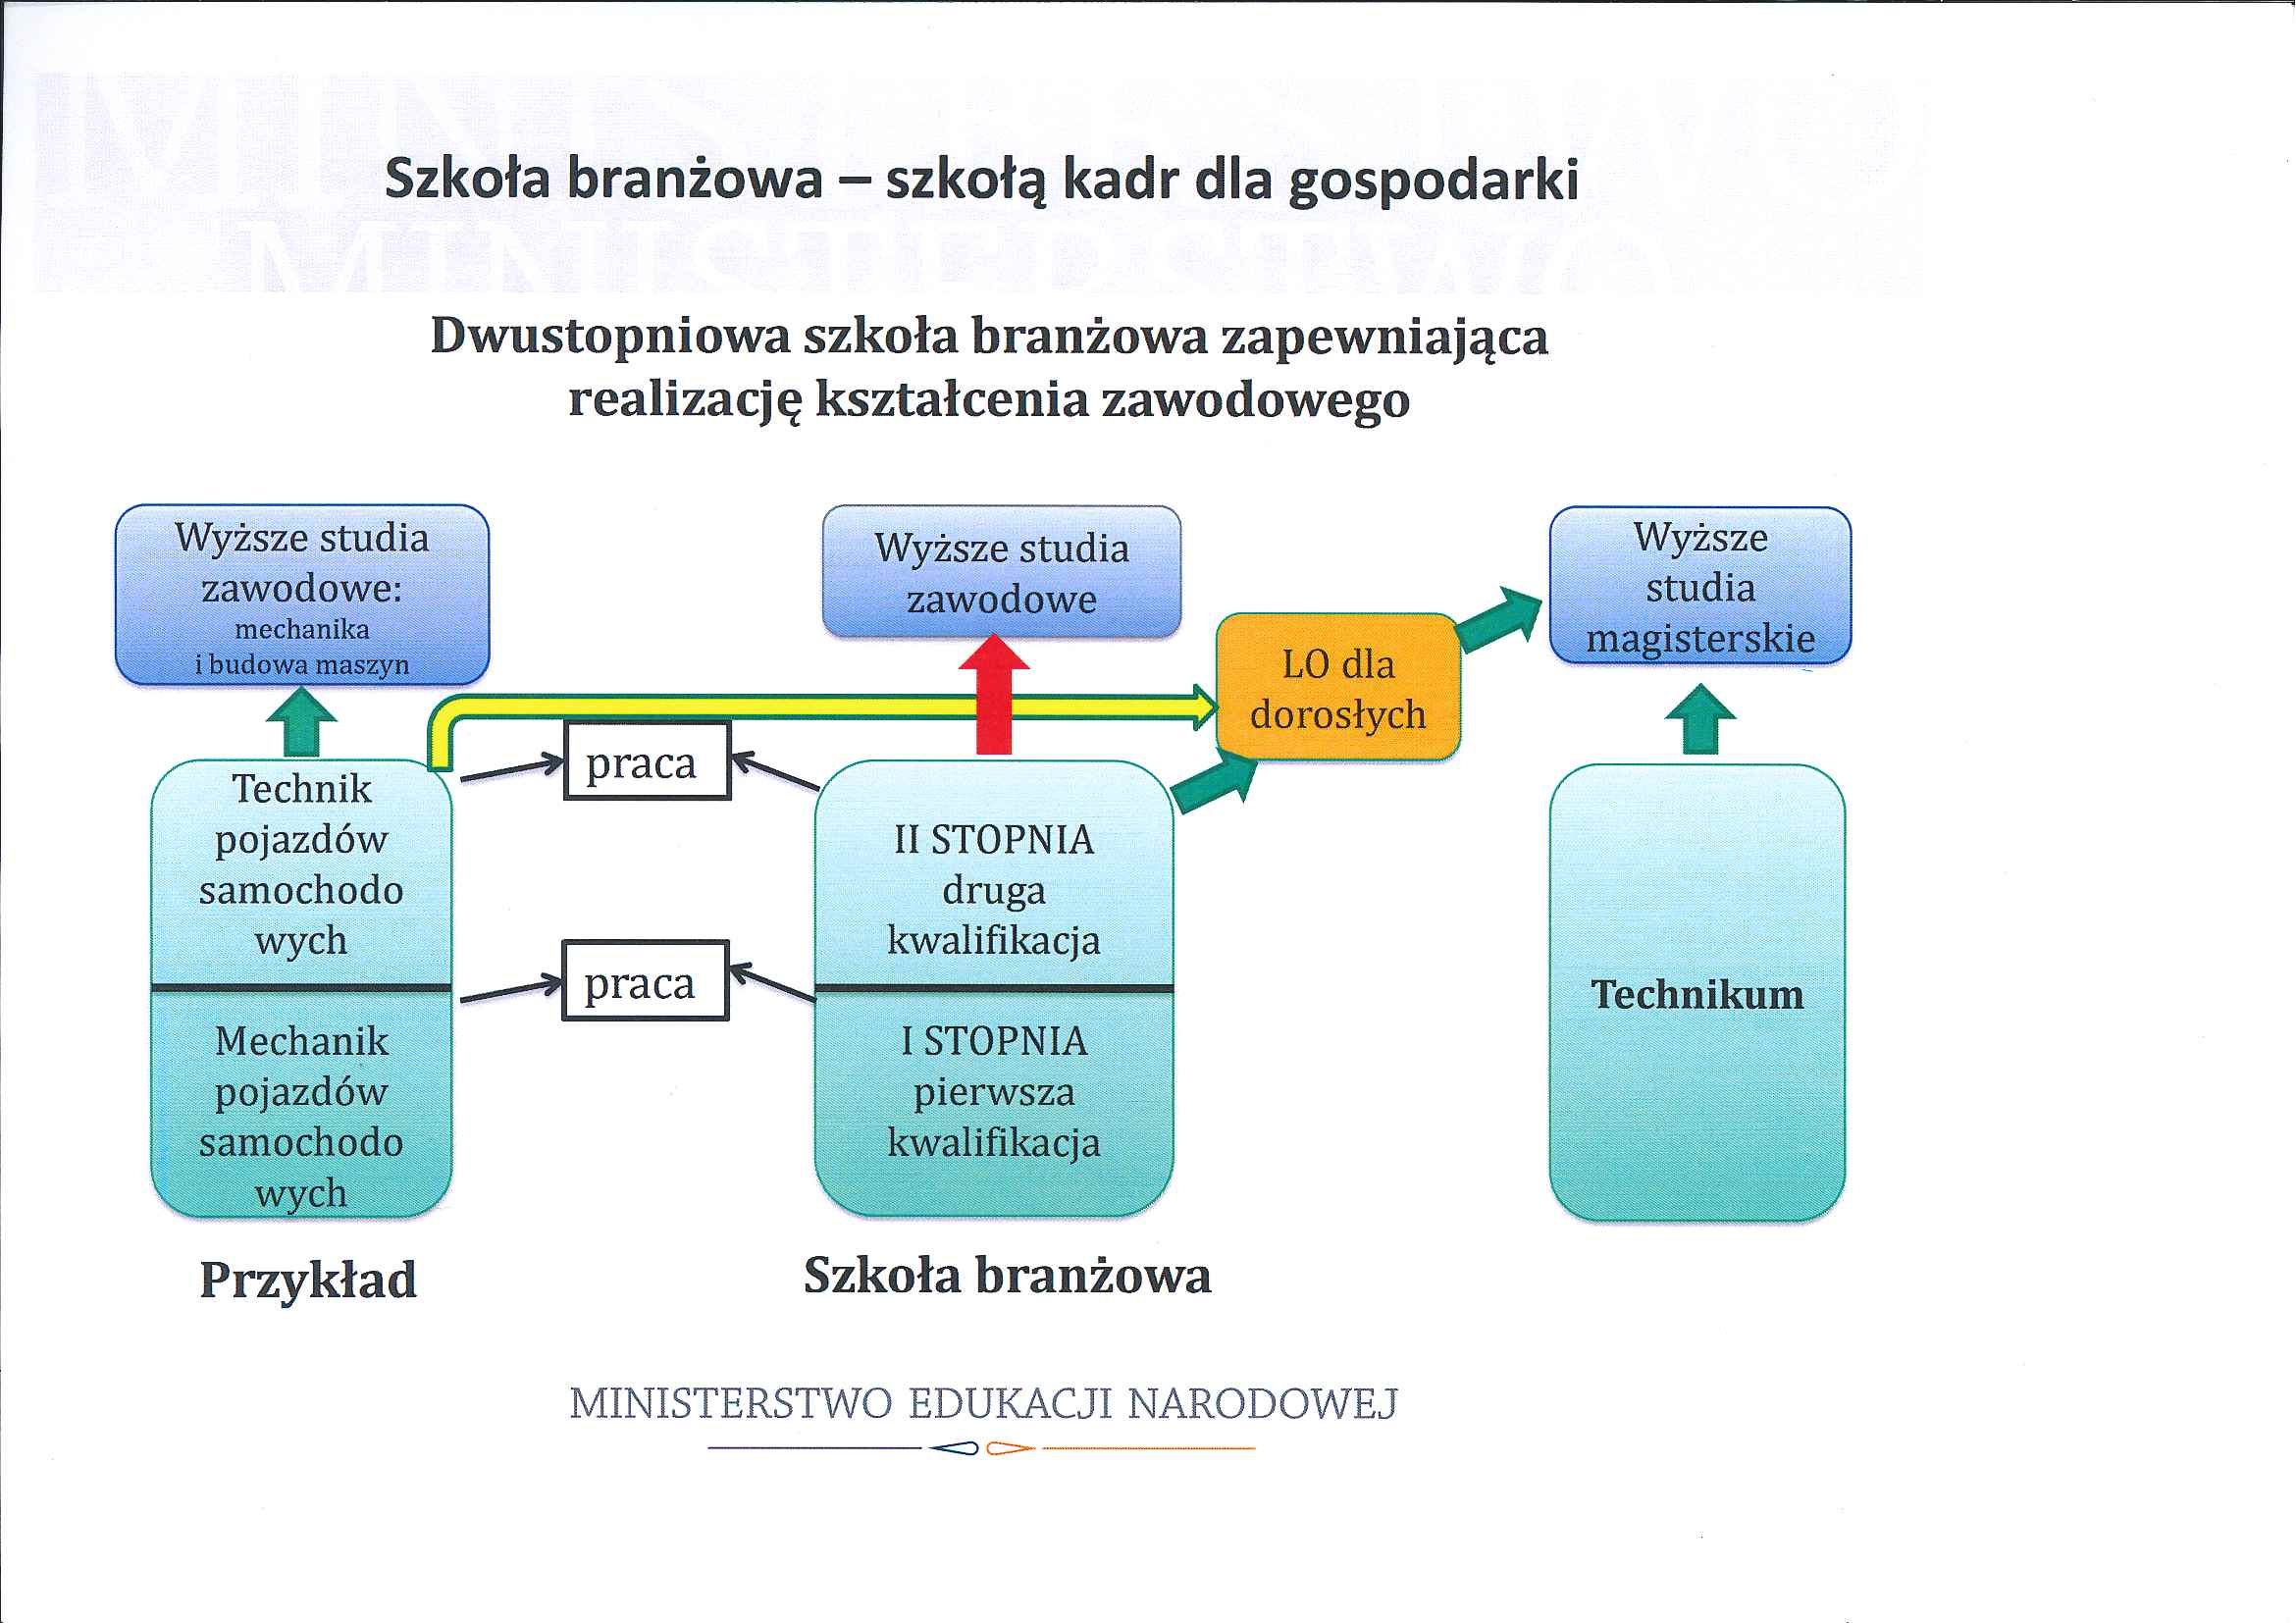 Szkoła branżowa – szkołą kadr dla gospodarki
MINISTERSTWO
Dwustopniowa szkoła branżowa zapewniająca
realizację kształcenia zawodowego
Wyższe studia
zawodowe:
mechanika
i budowa maszyn
Wyższe studia
zawodowe
Wyższe
studia
magisterskie
LO dla
dorosłych
praca
Technik
pojazdów
samochodo
wych
II STOPNIA
druga
kwalifikacja
praca
Technikum
Mechanik
pojazdów
samochodo
wych
I STOPNIA
pierwsza
kwalifikacja
Przykład
Szkoła branżowa
MINISTERSTWO EDUKACJI NARODOWEJ